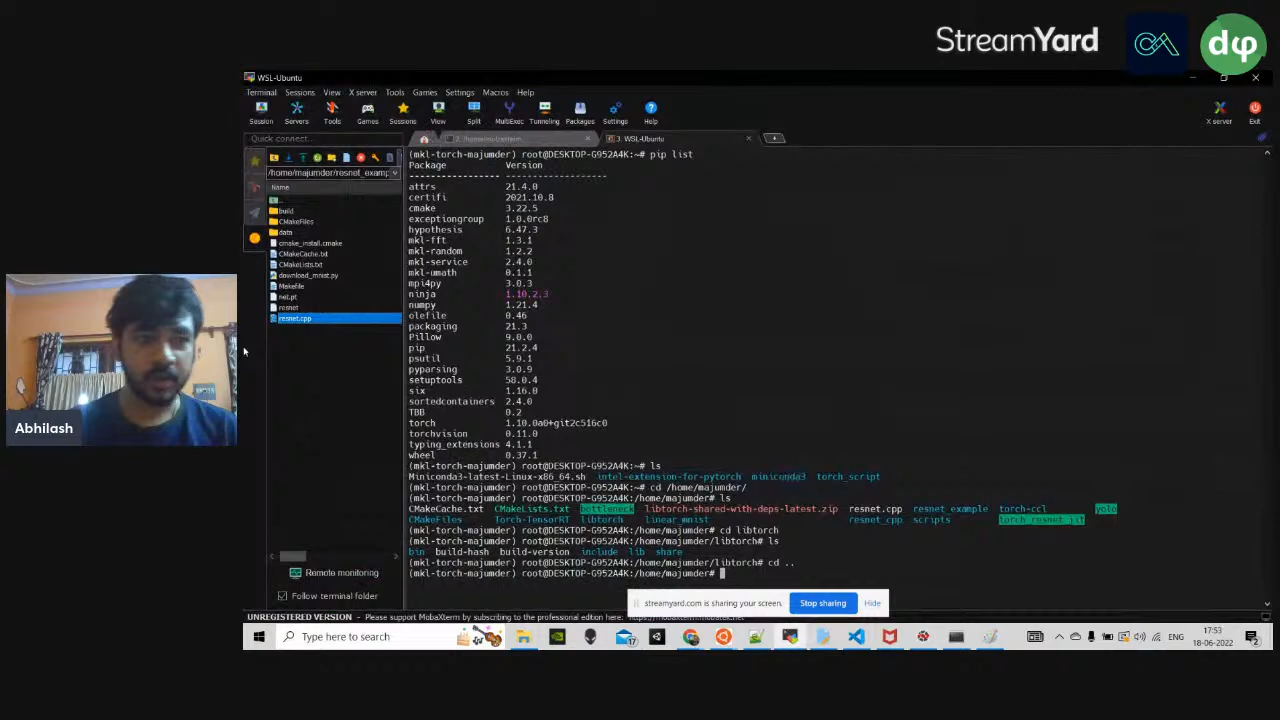 StreamYard
dφ
WSL-Ubuntu
Terminal Sessions View X server Tools Games Settings Macros Help
Session Servers Tools Games Sessions View Split MultiExec Tunneling Packages Settings Help X server Exit
Quick connect...
3. WSL-Ubuntu
/home/majumder/resnet_examp
Name
..
build
CMakeFiles
data
cmake_install.cmake
CMakeCache.txt
CMakeLists.txt
download_mnist.py
Makefile
net.pt
resnet
resnet.cpp
Remote monitoring
Follow terminal folder
(mkl-torch-majumder) root@DESKTOP-G952A4K:~# pip list
Package Version
----------------- -------------------
attrs 21.4.0
certifi 2021.10.8
cmake 3.22.5
exceptiongroup 1.0.0rc8
hypothesis 6.47.3
mkl-fft 1.3.1
mkl-random 1.2.2
mkl-service 2.4.0
mkl-umath 0.1.1
mpi4py 3.0.3
ninja 1.10.2.3
numpy 1.21.4
olefile 0.46
packaging 21.3
Pillow 9.0.0
pip 21.2.4
psutil 5.9.1
pyparsing 3.0.9
setuptools 58.0.4
six 1.16.0
sortedcontainers 2.4.0
TBB 0.2
torch 1.10.0a0+git2c516c0
torchvision 0.11.0
typing_extensions 4.1.1
wheel 0.37.1
(mkl-torch-majumder) root@DESKTOP-G952A4K:~# ls
Miniconda3-latest-Linux-x86_64.sh intel-extension-for-pytorch miniconda3 torch_script
(mkl-torch-majumder) root@DESKTOP-G952A4K:~# cd /home/majumder/
(mkl-torch-majumder) root@DESKTOP-G952A4K:/home/majumder# ls
CMakeCache.txt CMakeLists.txt bottleneck libtorch-shared-with-deps-latest.zip resnet.cpp resnet_example torch-ccl yolo
CMakeFiles Torch-TensorRT libtorch linear_mnist resnet_cpp scripts torch_resnet_jit
(mkl-torch-majumder) root@DESKTOP-G952A4K:/home/majumder# cd libtorch
(mkl-torch-majumder) root@DESKTOP-G952A4K:/home/majumder/libtorch# ls
bin build-hash build-version include lib share
(mkl-torch-majumder) root@DESKTOP-G952A4K:/home/majumder/libtorch# cd ..
(mkl-torch-majumder) root@DESKTOP-G952A4K:/home/majumder#
Abhilash
streamyard.com is sharing your screen. Stop sharing Hide
UNREGISTERED VERSION - Please support MobaXterm by subscribing to the professional edition here: https://mobaxterm.mobatek.net
Type here to search
17
ENG
17:53
18-06-2022
2